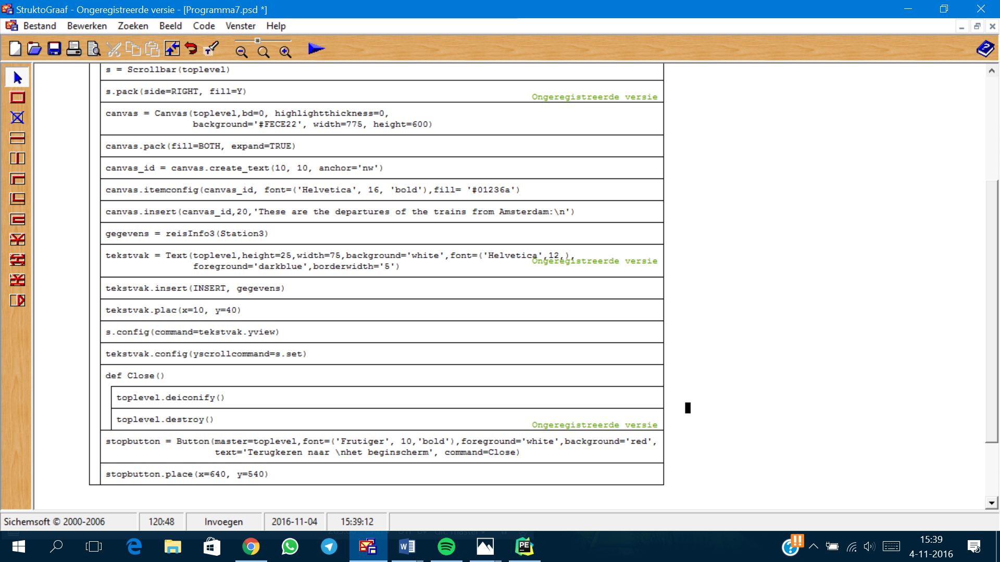 StruktoGraaf - Ongeregistreerde versie - [Programma7.psd *]
Bestand Bewerken Zoeken Beeld Code Venster Help
s = Scrollbar(toplevel)
s.pack(side=RIGHT, fill=Y)
Ongeregistreerde versie
canvas = Canvas(toplevel,bd=0, highlightthickness=0,
background='#FECE22', width=775, height=600)
canvas.pack(fill=BOTH, expand=TRUE)
canvas_id = canvas.create_text(10, 10, anchor='nw')
canvas.itemconfig(canvas_id, font=('Helvetica', 16, 'bold'),fill= '#01236a')
canvas.insert(canvas_id,20,'These are the departures of the trains from Amsterdam:\n')
gegevens = reisInfo3(Station3)
tekstvak = Text(toplevel,height=25,width=75,background='white',font=('Helvetica',12,),
Ongeregistreerde versie
foreground='darkblue',borderwidth='5')
tekstvak.insert(INSERT, gegevens)
tekstvak.plac(x=10, y=40)
s.config(command=tekstvak.yview)
tekstvak.config(yscrollcommand=s.set)
def Close()
toplevel.deiconify()
toplevel.destroy()
Ongeregistreerde versie
stopbutton = Button(master=toplevel,font=('Frutiger', 10,'bold'),foreground='white',background='red',
text='Terugkeren naar \nhet beginscherm', command=Close)
stopbutton.place(x=640, y=540)
Sichemsoft © 2000-2006 120:48 Invoegen 2016-11-04 15:39:12
15:39
4-11-2016